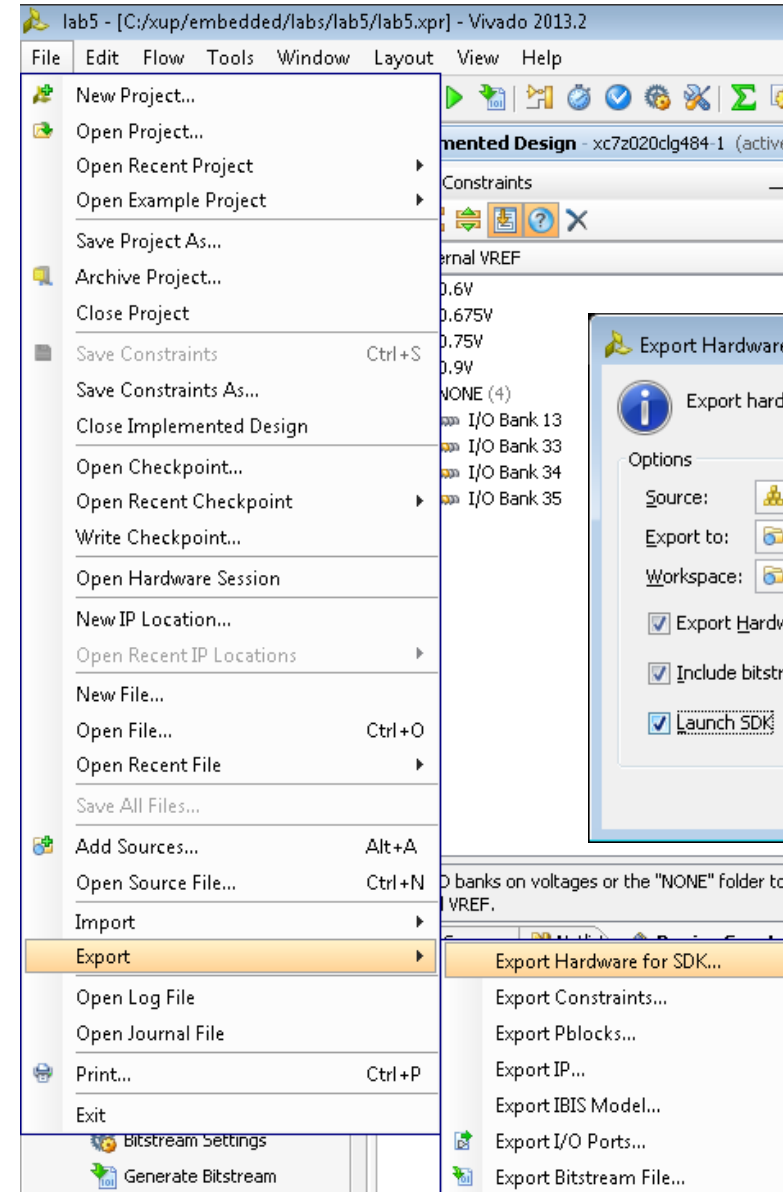 lab5 - [C:/xup/embedded/labs/lab5/lab5.xpr] - Vivado 2013.2
File Edit Flow Tools Window Layout View Help
New Project...
Open Project...
Open Recent Project
Open Example Project
Save Project As...
Archive Project...
Close Project
Save Constraints Ctrl+S
Save Constraints As...
Close Implemented Design
Open Checkpoint...
Open Recent Checkpoint
Write Checkpoint...
Open Hardware Session
New IP Location...
Open Recent IP Locations
New File...
Open File... Ctrl+O
Open Recent File
Save All Files...
Add Sources... Alt+A
Open Source File... Ctrl+N
Import
Export
Open Log File
Open Journal File
Print... Ctrl+P
Exit
Bitstream Settings
Generate Bitstream
mented Design - xc7z020clg484-1 (active
Constraints
ernal VREF
0.6V
0.675V
0.75V
0.9V
NONE (4)
I/O Bank 13
I/O Bank 33
I/O Bank 34
I/O Bank 35
Export Hardware
Export hard
Options
Source:
Export to:
Workspace:
Export Hardw
Include bitstr
Launch SDK
O banks on voltages or the "NONE" folder to
VREF.
Export Hardware for SDK...
Export Constraints...
Export Pblocks...
Export IP...
Export IBIS Model...
Export I/O Ports...
Export Bitstream File...